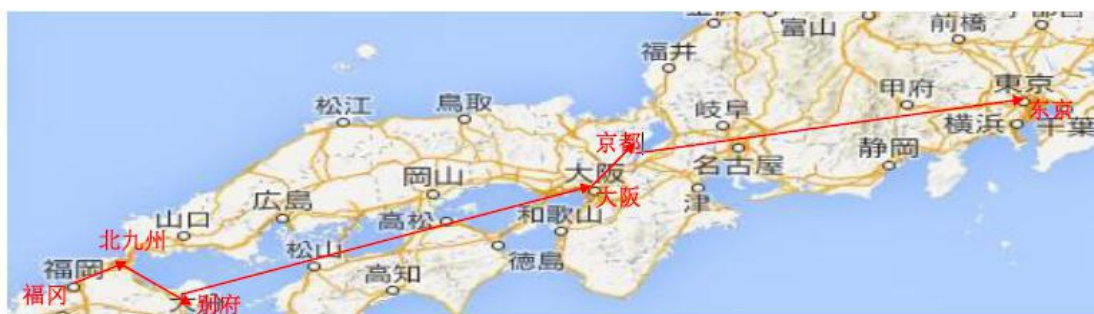 富山
前橋
福井
甲府
東京
东京
松江
鳥取
岐阜
横浜
千葉
京都
名古屋
静岡
岡山
大阪
大阪
津
広島
高松
和歌山
山口
北九州
松山
徳島
福岡
高知
福冈
别府